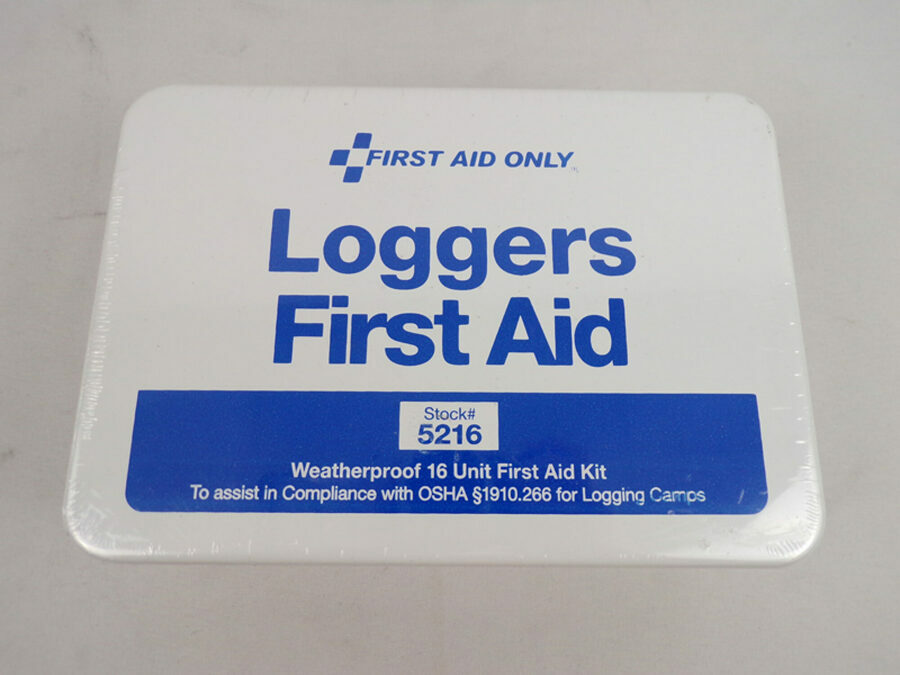 FIRST AID ONLY
Loggers
First Aid
Stock#
5216
Weatherproof 16 Unit First Aid Kit
To assist in Compliance with OSHA §1910.266 for Logging Camps